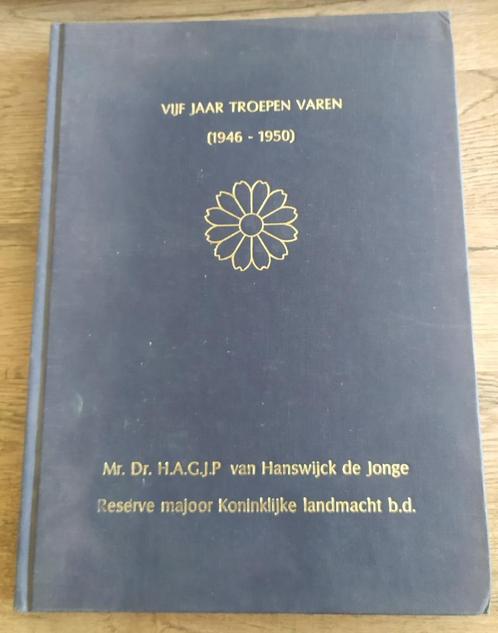 VIJF JAAR TROEPEN VAREN
(1946 - 1950)
Mr. Dr. H.A.G.J.P van Hanswijck de Jonge
Reserve majoor Koninklijke landmacht b.d.